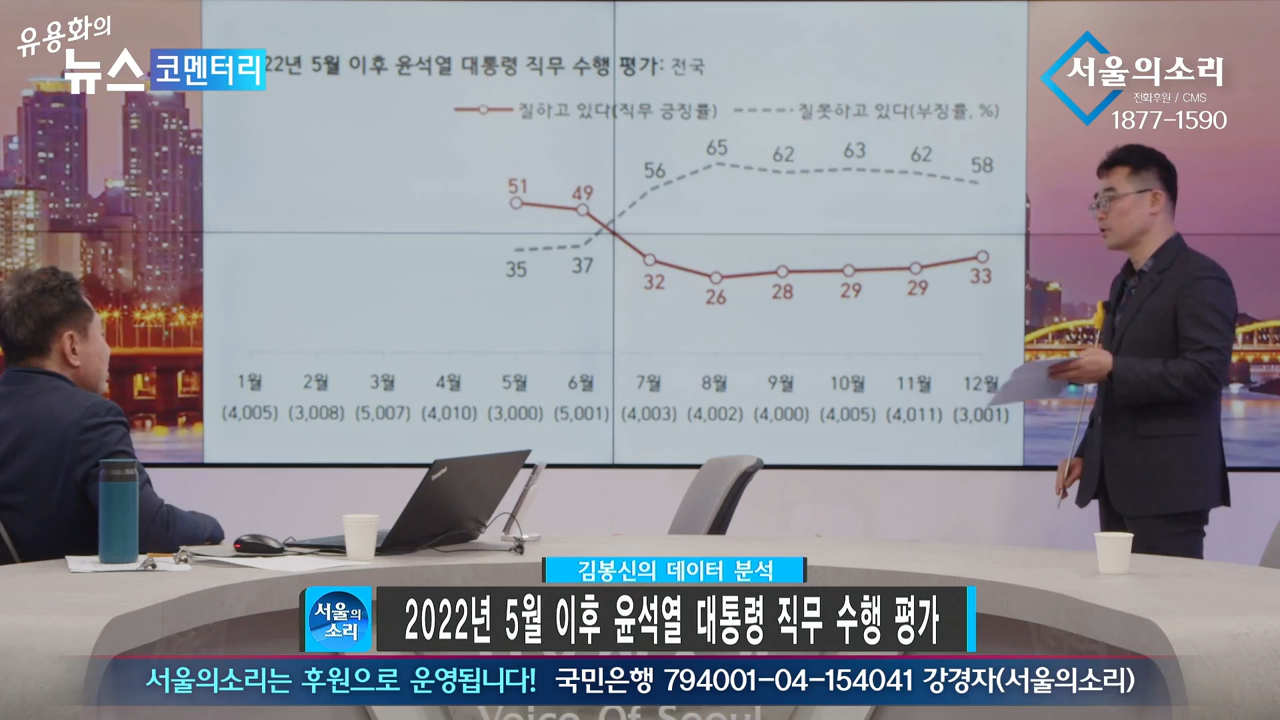 유용화의
뉴스 코멘터리
22년 5월 이후 윤석열 대통령 직무 수행 평가: 전국
서울의소리
전화후원 / CMS
1877-1590
잘하고 있다(직무 긍정률) 잘못하고 있다(부정률, %)
51 49 32 26 28 29 29 33
35 37 56 65 62 63 62 58
1월 2월 3월 4월 5월 6월 7월 8월 9월 10월 11월 12월
(4,005) (3,008) (5,007) (4,010) (3,000) (5,001) (4,003) (4,002) (4,000) (4,005) (4,011) (3,001)
김봉신의 데이터 분석
서울의
소리
2022년 5월 이후 윤석열 대통령 직무 수행 평가
서울의소리는 후원으로 운영됩니다! 국민은행 794001-04-154041 강경자(서울의소리)
Voice Of Seoul